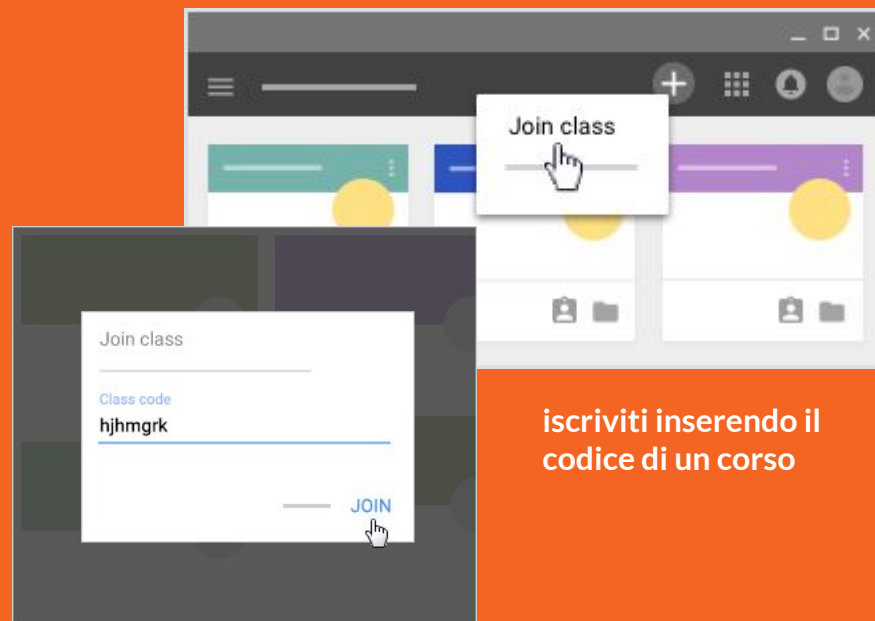 Join class
Join class
Class code
hjhmgrk
JOIN
iscriviti inserendo il
codice di un corso